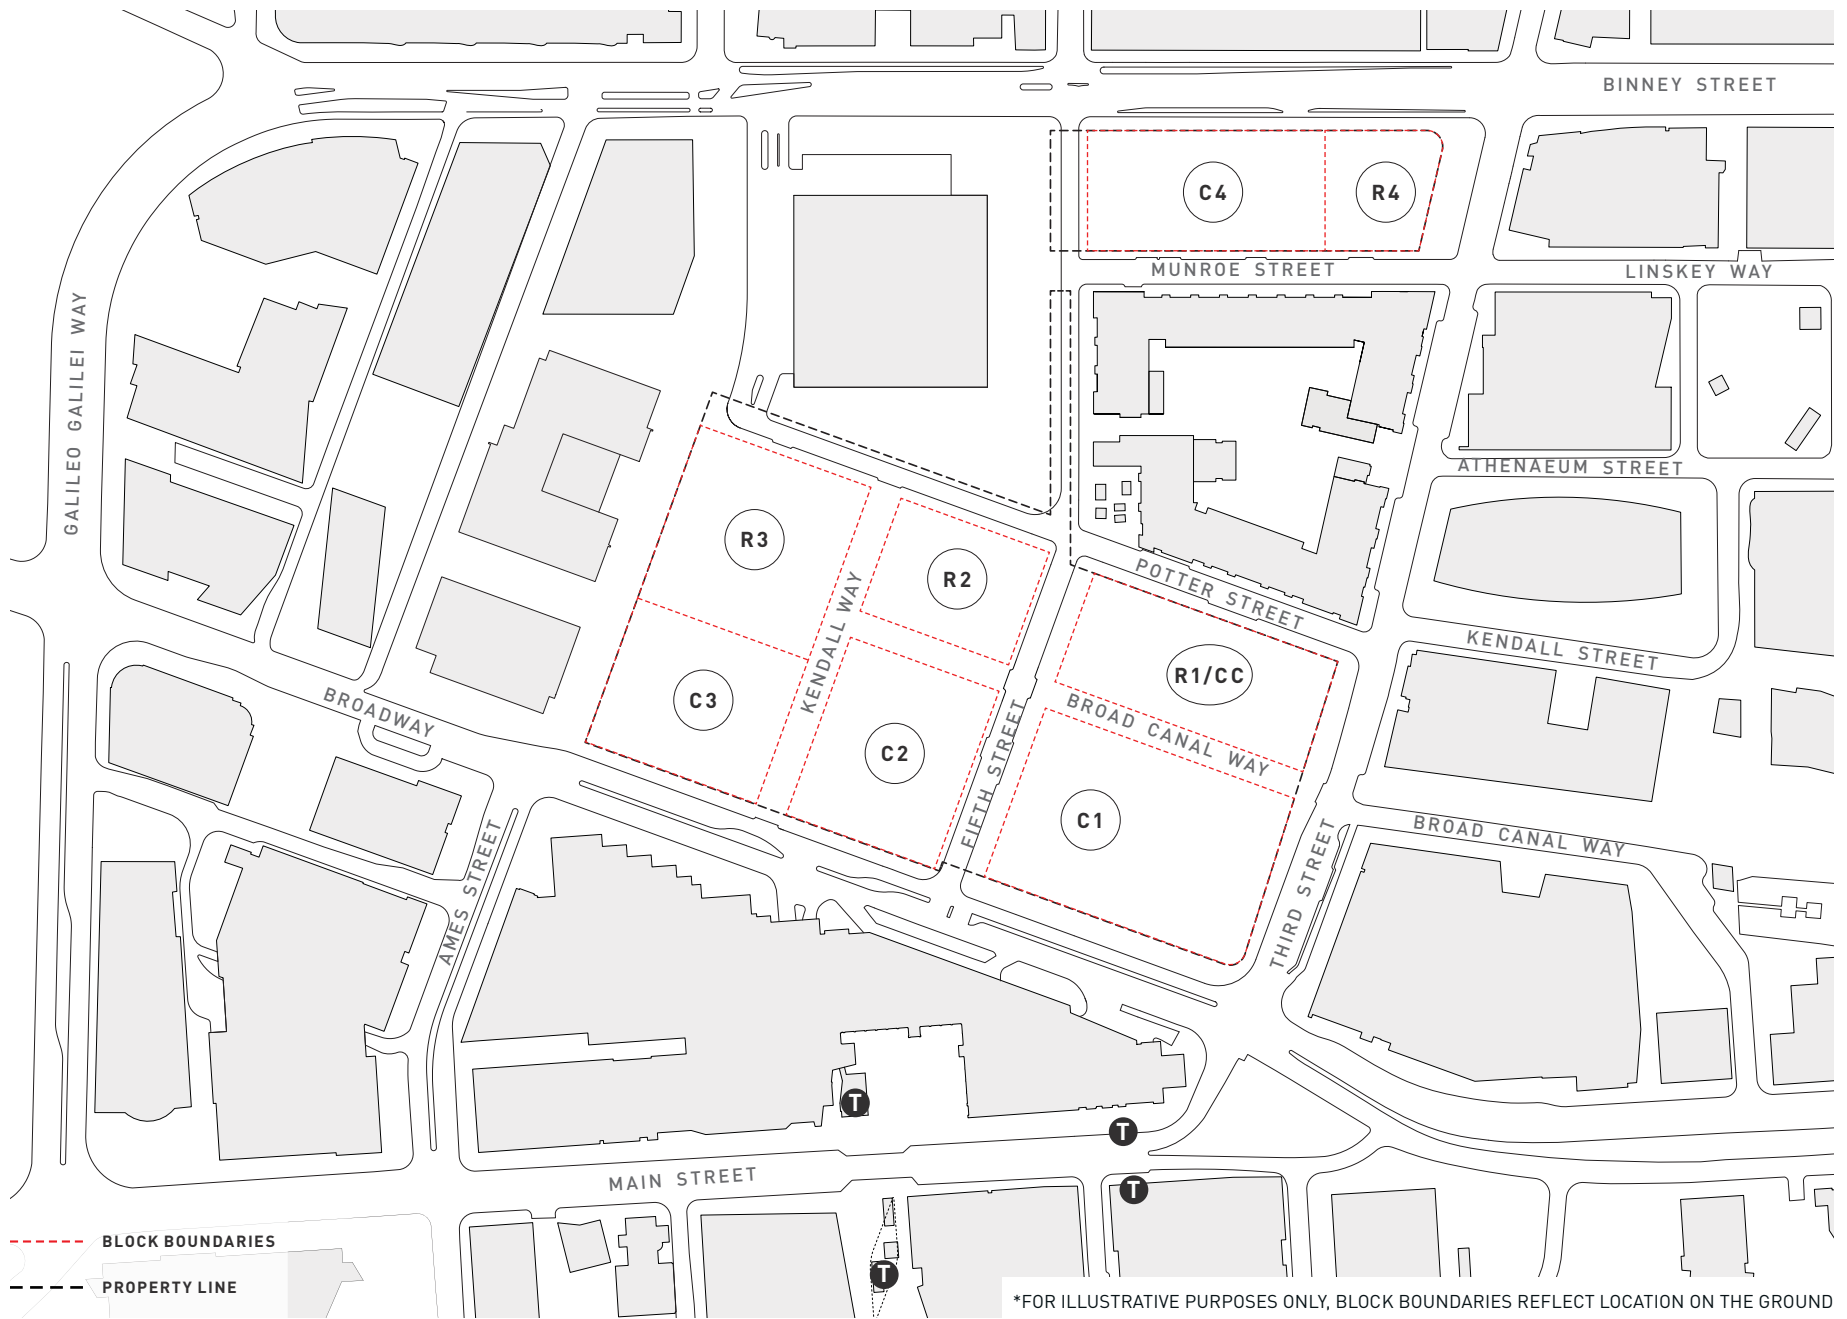 BINNEY STREET
C4
R4
MUNROE STREET
LINSKEY WAY
GALILEO GALILEI WAY
ATHENAEUM STREET
R3
R2
POTTER STREET
KENDALL WAY
KENDALL STREET
R1/CC
C3
BROADWAY
BROAD CANAL WAY
C2
FIFTH STREET
C1
BROAD CANAL WAY
AMES STREET
THIRD STREET
T
T
MAIN STREET
T
BLOCK BOUNDARIES
T
PROPERTY LINE
*FOR ILLUSTRATIVE PURPOSES ONLY, BLOCK BOUNDARIES REFLECT LOCATION ON THE GROUND